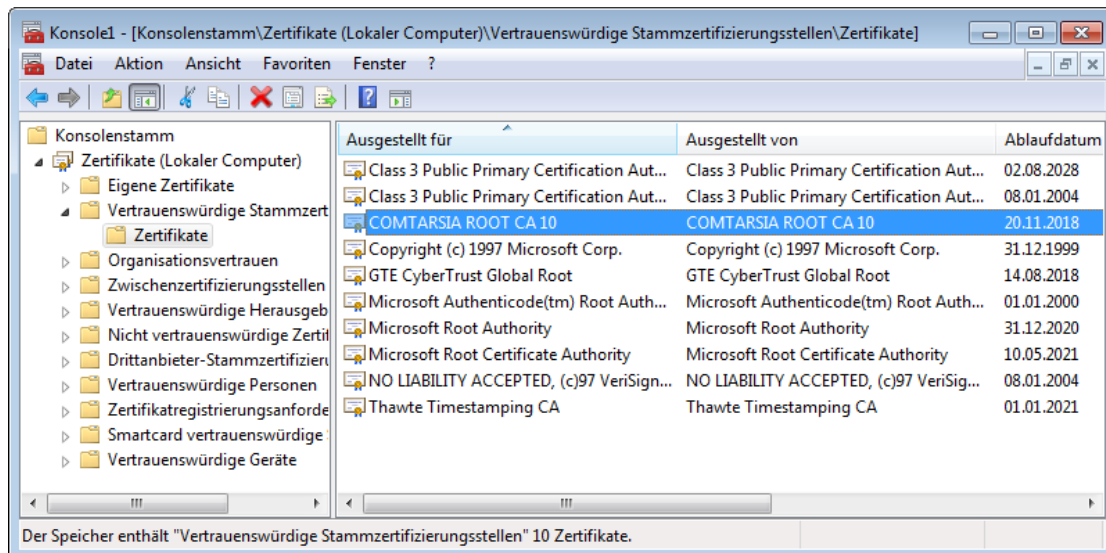 Konsole1 - [Konsolenstamm\Zertifikate (Lokaler Computer)\Vertrauenswürdige Stammzertifizierungsstellen\Zertifikate]
Datei Aktion Ansicht Favoriten Fenster ?
Konsolenstamm
Zertifikate (Lokaler Computer)
Eigene Zertifikate
Vertrauenswürdige Stammzert
Zertifikate
Organisationsvertrauen
Zwischenzertifizierungsstellen
Vertrauenswürdige Herausgeb
Nicht vertrauenswürdige Zertif
Drittanbieter-Stammzertifizieru
Vertrauenswürdige Personen
Zertifikatregistrierungsanforde
Smartcard vertrauenswürdige
Vertrauenswürdige Geräte
Ausgestellt für Ausgestellt von Ablaufdatum
Class 3 Public Primary Certification Aut... Class 3 Public Primary Certification Aut... 02.08.2028
Class 3 Public Primary Certification Aut... Class 3 Public Primary Certification Aut... 08.01.2004
COMTARSIA ROOT CA 10 COMTARSIA ROOT CA 10 20.11.2018
Copyright (c) 1997 Microsoft Corp. Copyright (c) 1997 Microsoft Corp. 31.12.1999
GTE CyberTrust Global Root GTE CyberTrust Global Root 14.08.2018
Microsoft Authenticode(tm) Root Auth... Microsoft Authenticode(tm) Root Auth... 01.01.2000
Microsoft Root Authority Microsoft Root Authority 31.12.2020
Microsoft Root Certificate Authority Microsoft Root Certificate Authority 10.05.2021
NO LIABILITY ACCEPTED, (c)97 VeriSign... NO LIABILITY ACCEPTED, (c)97 VeriSig... 08.01.2004
Thawte Timestamping CA Thawte Timestamping CA 01.01.2021
Der Speicher enthält "Vertrauenswürdige Stammzertifizierungsstellen" 10 Zertifikate.